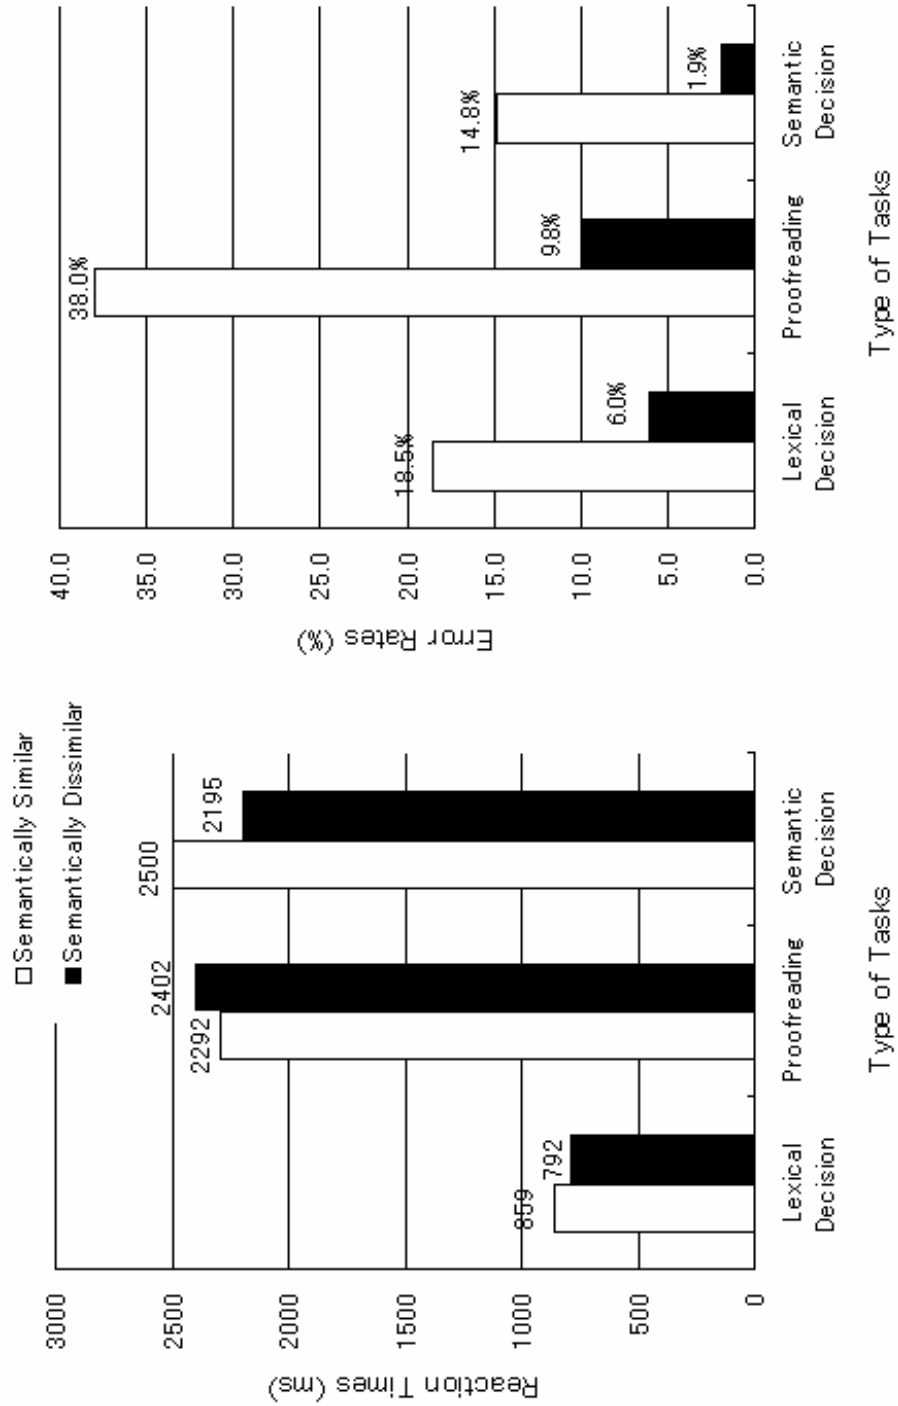 Semantically Similar
Semantically Dissimilar
3000
2500
2000
1500
1000
500
0
Reaction Times (ms)
859
792
2292
2402
2500
2195
Lexical
Decision
Proofreading
Semantic
Decision
Type of Tasks
40.0
35.0
30.0
25.0
20.0
15.0
10.0
5.0
0.0
Error Rates (%)
18.5%
6.0%
38.0%
9.8%
14.8%
1.9%
Lexical
Decision
Proofreading
Semantic
Decision
Type of Tasks